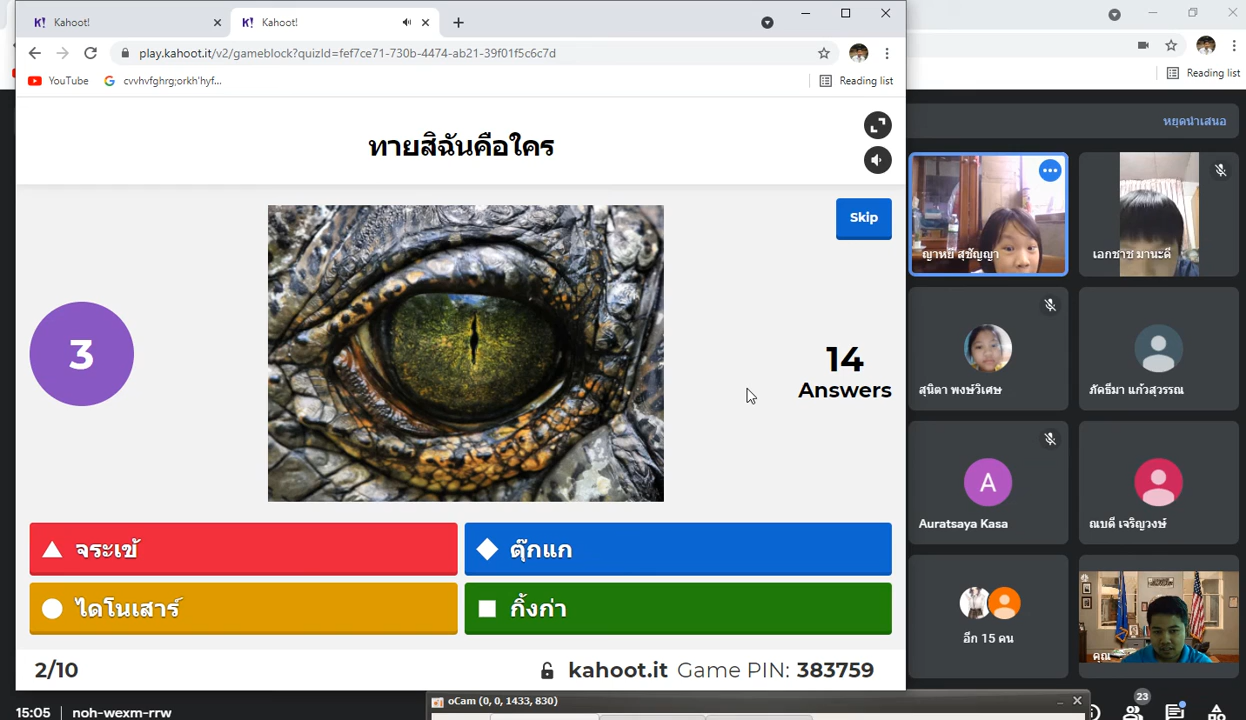 Kahoot!
Kahoot!
play.kahoot.it/v2/gameblock?quizId=fef7ce71-730b-4474-ab21-39f01f5c6c7d
YouTube
cvvhvfghrg;orkh'hyf...
Reading list
Reading list
ทายสิฉันคือใคร
หยุดนำเสนอ
Skip
ญาหยี สุชัญญา
เอกชาช มานะดี
3
14
Answers
สุนิตา พงษ์วิเศษ
ภัคธีมา แก้วสุวรรณ
A
Auratsaya Kasa
ณบดี เจริญวงษ์
จระเข้
ตุ๊กแก
ไดโนเสาร์
กิ้งก่า
อีก 15 คน
คุณ
2/10
kahoot.it Game PIN: 383759
oCam (0, 0, 1433, 830)
23
15:05 | noh-wexm-rrw